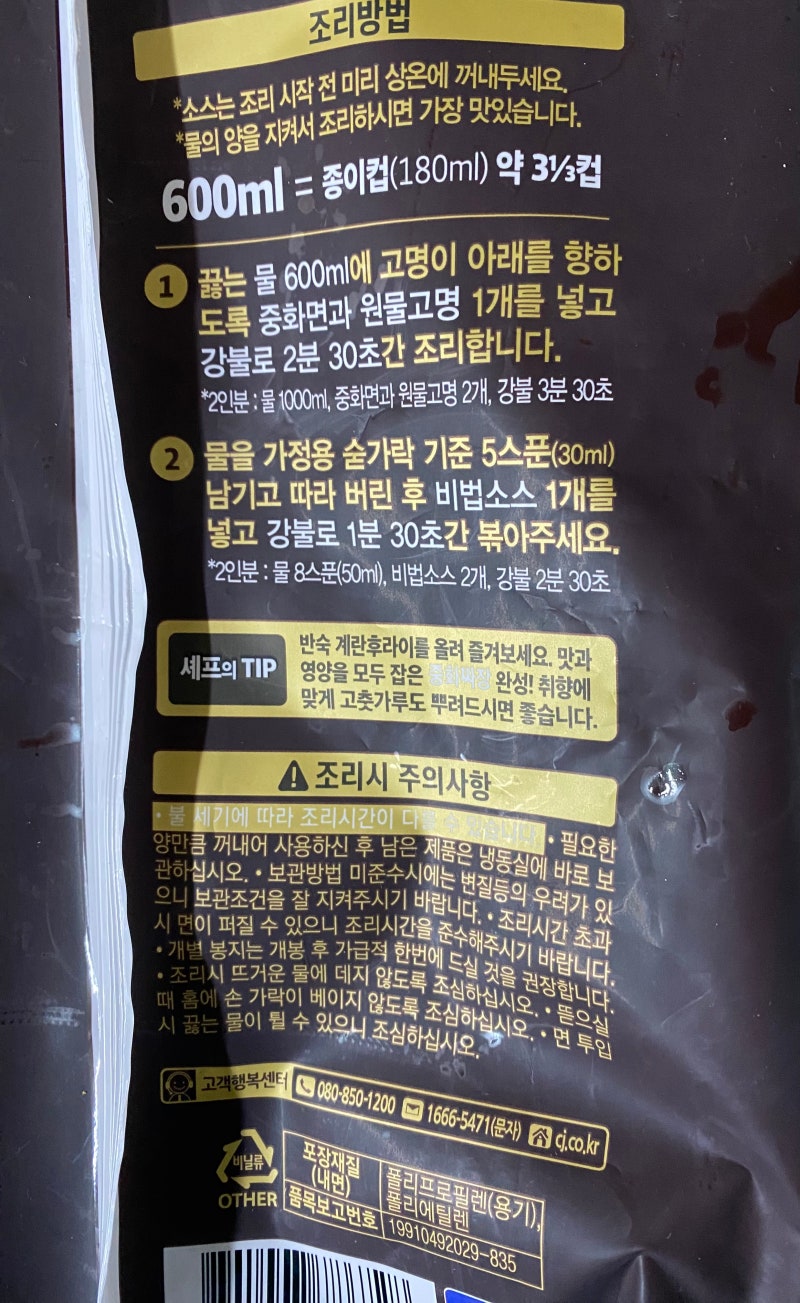 조리방법
*소스는 조리 시작 전 미리 상온에 꺼내두세요.
*물의 양을 지켜서 조리하시면 가장 맛있습니다.
600ml = 종이컵(180ml) 약 3⅓컵
1 끓는 물 600ml에 고명이 아래를 향하
도록 중화면과 원물고명 1개를 넣고
강불로 2분 30초간 조리합니다.
*2인분 : 물 1000ml, 중화면과 원물고명 2개, 강불 3분 30초
2 물을 가정용 숟가락 기준 5스푼(30ml)
남기고 따라 버린 후 비법소스 1개를
넣고 강불로 1분 30초간 볶아주세요.
*2인분 : 물 8스푼(50ml), 비법소스 2개, 강불 2분 30초
셰프의 TIP
반숙 계란후라이를 올려 즐겨보세요. 맛과
영양을 모두 잡은 중화짜장 완성! 취향에
맞게 고춧가루도 뿌려드시면 좋습니다.
조리시 주의사항
• 불 세기에 따라 조리시간이 다를 수 있습니다. • 필요한
양만큼 꺼내어 사용하신 후 남은 제품은 냉동실에 바로 보
관하십시오. • 보관방법 미준수시에는 변질등의 우려가 있
으니 보관조건을 잘 지켜주시기 바랍니다. • 조리시간 초과
시 면이 퍼질 수 있으니 조리시간을 준수해주시기 바랍니다.
• 개별 봉지는 개봉 후 가급적 한번에 드실 것을 권장합니다.
• 조리시 뜨거운 물에 데지 않도록 조심하십시오. • 뜯으실
때 홈에 손 가락이 베이지 않도록 조심하십시오. • 면 투입
시 끓는 물이 튈 수 있으니 조심하십시오.
고객행복센터 080-850-1200 1666-5471(문자) cj.co.kr
비닐류
OTHER
포장재질
(내면)
폴리프로필렌(용기),
폴리에틸렌
품목보고번호 19910492029-835